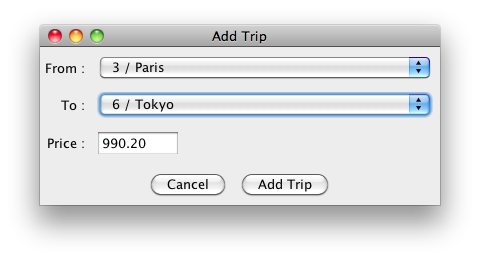 Add Trip
From : 3 / Paris
To : 6 / Tokyo
Price : 990.20
Cancel Add Trip